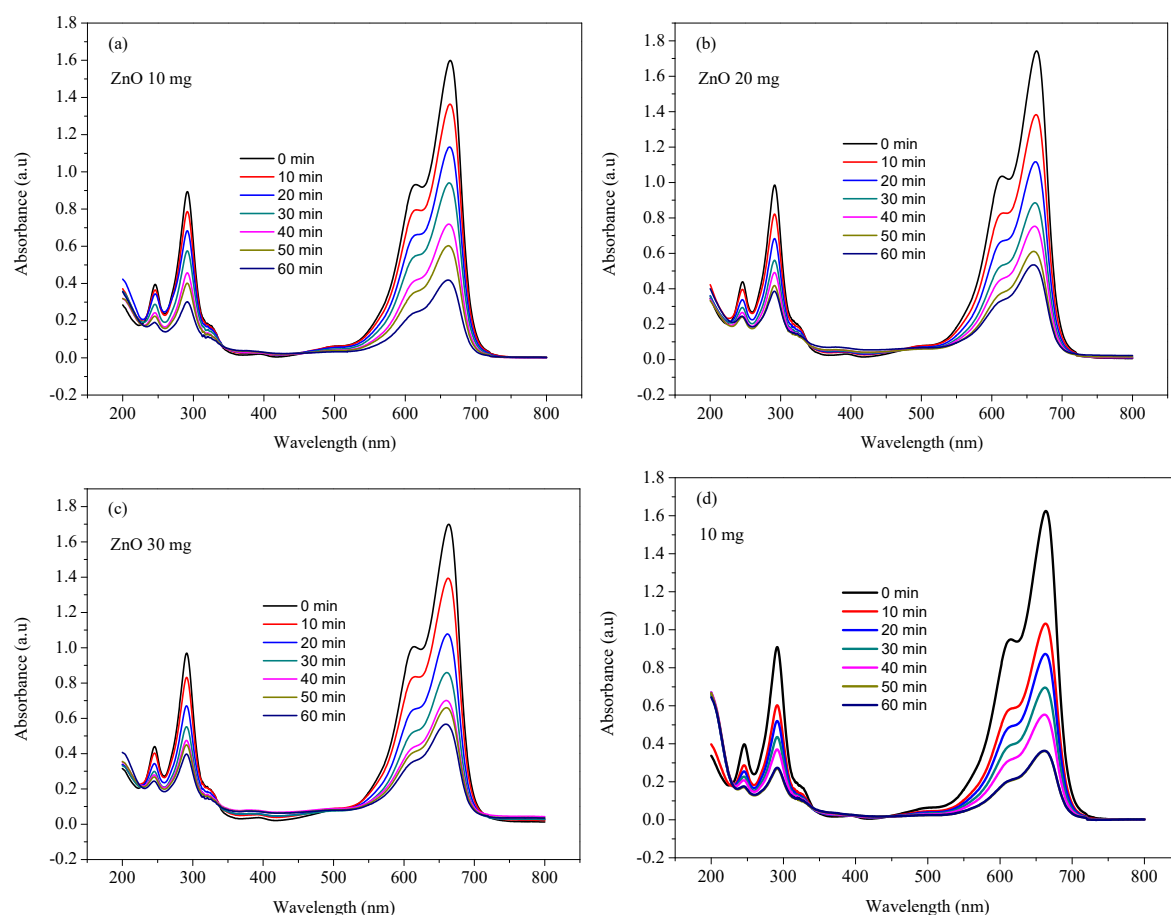 (a)
ZnO 10 mg
0 min
10 min
20 min
30 min
40 min
50 min
60 min
1.8
1.6
1.4
1.2
1.0
0.8
0.6
0.4
0.2
0.0
-0.2
200
300
400
500
600
700
800
Absorbance (a.u)
Wavelength (nm)
(b)
ZnO 20 mg
0 min
10 min
20 min
30 min
40 min
50 min
60 min
1.8
1.6
1.4
1.2
1.0
0.8
0.6
0.4
0.2
0.0
-0.2
200
300
400
500
600
700
800
Absorbance (a.u)
Wavelength (nm)
(c)
ZnO 30 mg
0 min
10 min
20 min
30 min
40 min
50 min
60 min
1.8
1.6
1.4
1.2
1.0
0.8
0.6
0.4
0.2
0.0
-0.2
200
300
400
500
600
700
800
Absorbance (a.u)
Wavelength (nm)
(d)
10 mg
0 min
10 min
20 min
30 min
40 min
50 min
60 min
1.8
1.6
1.4
1.2
1.0
0.8
0.6
0.4
0.2
0.0
-0.2
200
300
400
500
600
700
800
Absorbance (a.u)
Wavelength (nm)